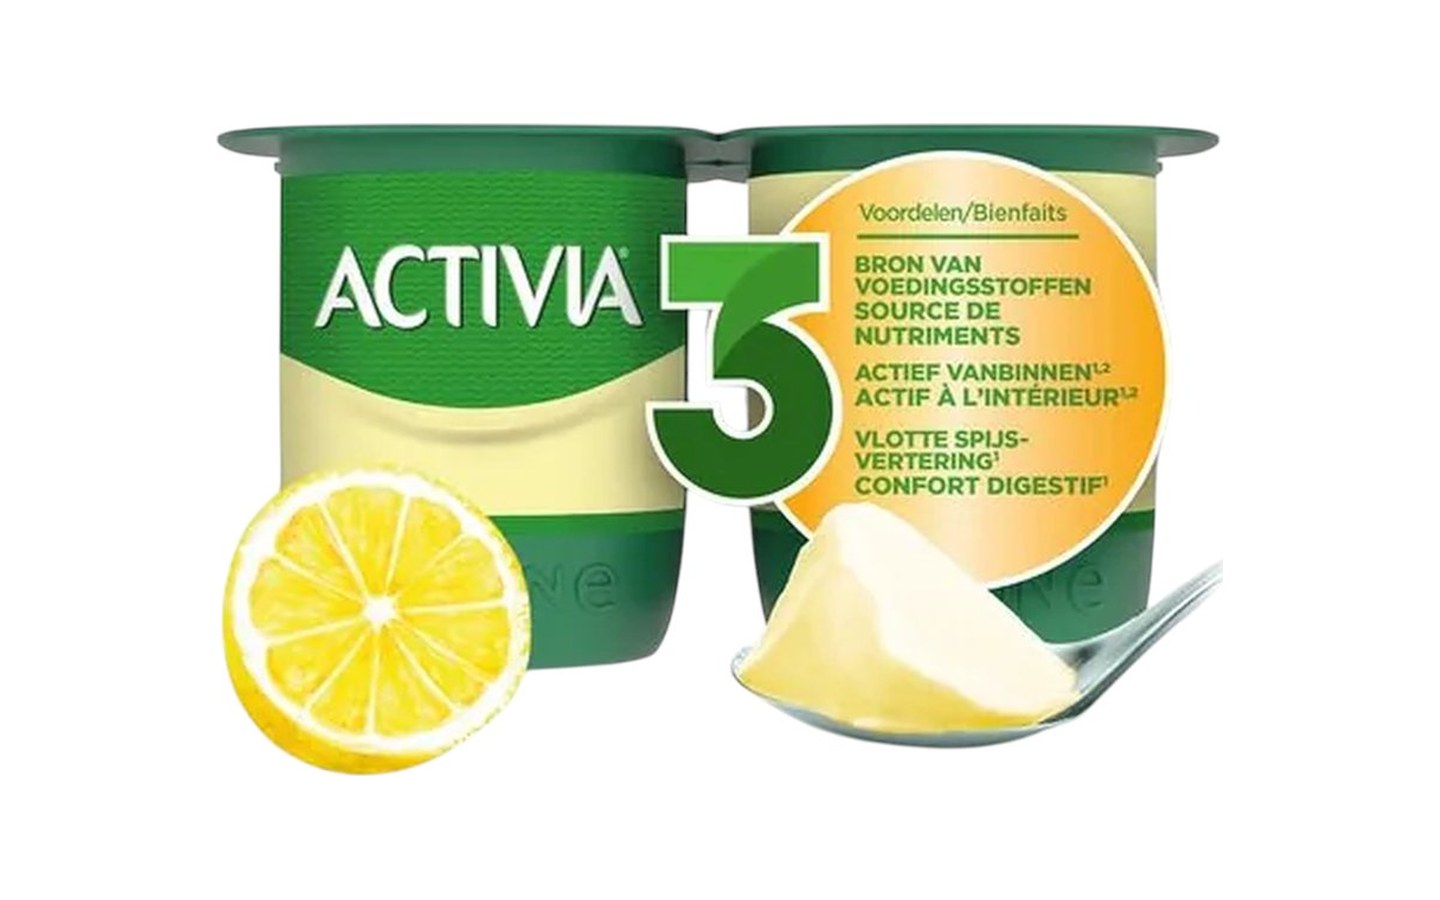 ACTIVIA®
3
Voordelen/Bienfaits
BRON VAN
VOEDINGSSTOFFEN
SOURCE DE
NUTRIMENTS
ACTIEF VANBINNEN1,2
ACTIF À L'INTÉRIEUR1,2
VLOTTE SPIJS-
VERTERING1
CONFORT DIGESTIF1